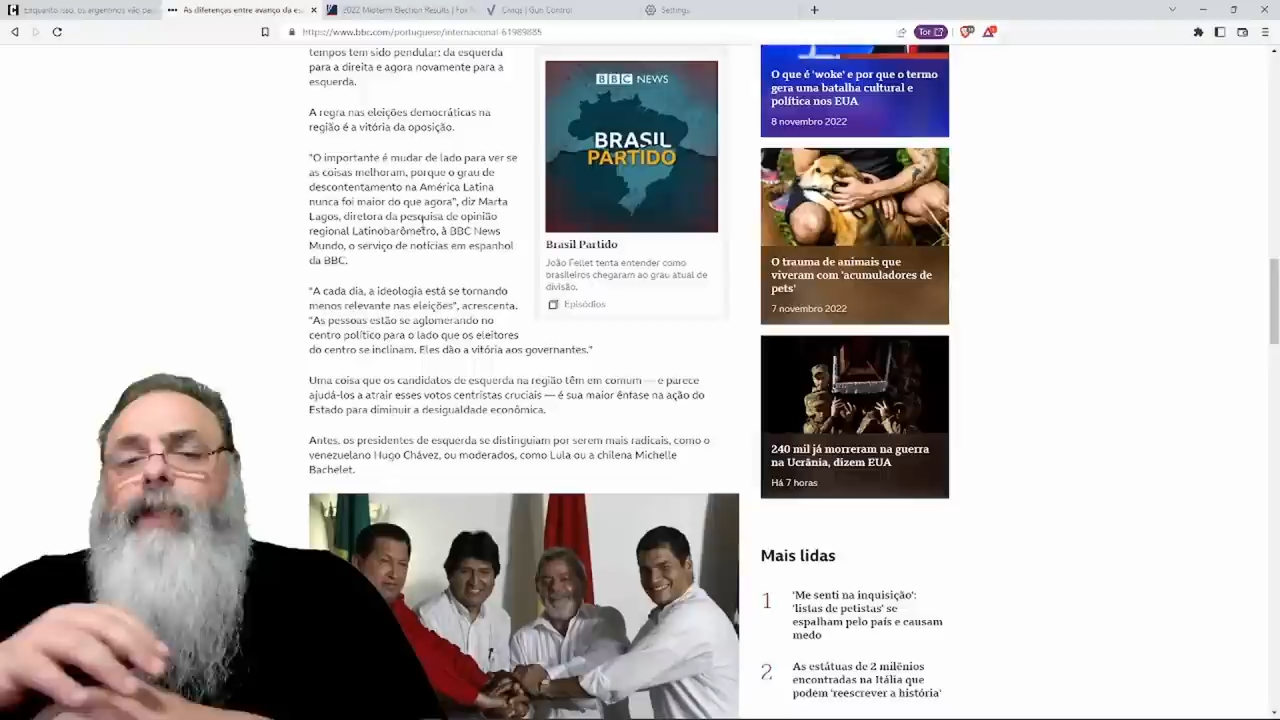 Enquanto isso, os argentinos vão pe
As diferenças entre avanço da es
2022 Midterm Election Results | Fox
Civiqs | Gun Control
Settings
https://www.bbc.com/portuguese/internacional-61989885
Tor
tempos tem sido pendular: da esquerda
para a direita e agora novamente para a
esquerda.
A regra nas eleições democráticas na
região é a vitória da oposição.
"O importante é mudar de lado para ver se
as coisas melhoram, porque o grau de
descontentamento na América Latina
nunca foi maior do que agora", diz Marta
Lagos, diretora da pesquisa de opinião
regional Latinobarômetro, à BBC News
Mundo, o serviço de notícias em espanhol
da BBC.
"A cada dia, a ideologia está se tornando
menos relevante nas eleições", acrescenta.
"As pessoas estão se aglomerando no
centro político para o lado que os eleitores
do centro se inclinam. Eles dão a vitória aos governantes."
Uma coisa que os candidatos de esquerda na região têm em comum — e parece
ajudá-los a atrair esses votos centristas cruciais — é sua maior ênfase na ação do
Estado para diminuir a desigualdade econômica.
Antes, os presidentes de esquerda se distinguiam por serem mais radicais, como o
venezuelano Hugo Chávez, ou moderados, como Lula ou a chilena Michelle
Bachelet.
BBC NEWS
BRASIL
PARTIDO
Brasil Partido
João Fellet tenta entender como
brasileiros chegaram ao grau atual de
divisão.
Episódios
O que é 'woke' e por que o termo
gera uma batalha cultural e
política nos EUA
8 novembro 2022
O trauma de animais que
viveram com 'acumuladores de
pets'
7 novembro 2022
240 mil já morreram na guerra
na Ucrânia, dizem EUA
Há 7 horas
Mais lidas
1
'Me senti na inquisição':
'listas de petistas' se
espalham pelo país e causam
medo
2
As estátuas de 2 milênios
encontradas na Itália que
podem 'reescrever a história'